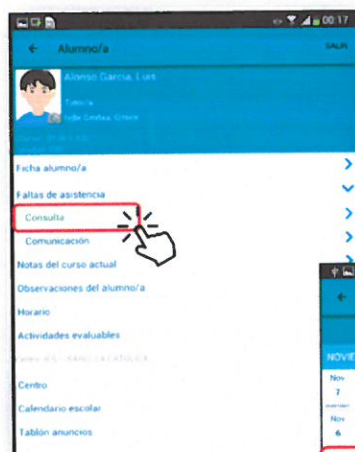 00:17
Alumno/a
SALIR
Alonso García, Luis
Tutor/a
Ficha alumno/a
Faltas de asistencia
Consulta
Comunicación
Notas del curso actual
Observaciones del alumno/a
Horario
Actividades evaluables
Centro
Calendario escolar
Tablón anuncios
NOVIE
Nov
7
Nov
6